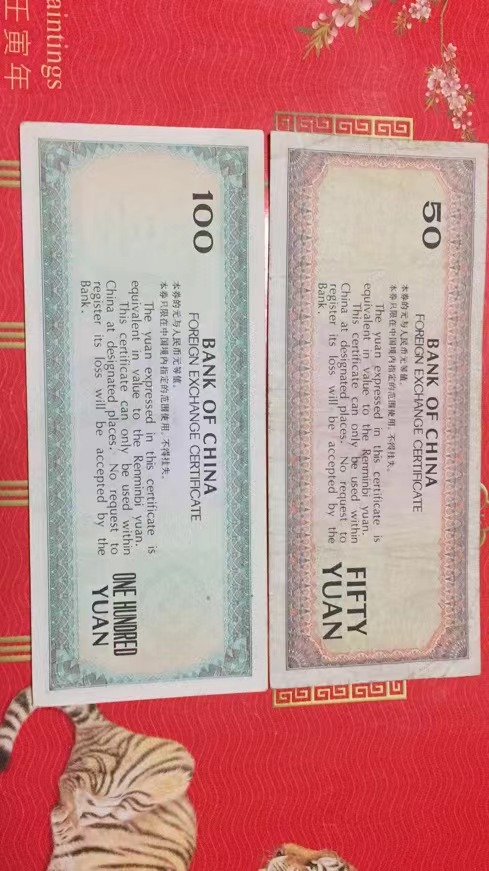 aintings
壬寅年
100
BANK OF CHINA
FOREIGN EXCHANGE CERTIFICATE
本券的元与人民币元等值。
本券只限在中国境内指定的范围使用，不得挂失。
The yuan expressed in this certificate is
equivalent in value to the Renminbi yuan.
This certificate can only be used within
China at designated places. No request to
register its loss will be accepted by the
Bank.
ONE HUNDRED
YUAN
50
BANK OF CHINA
FOREIGN EXCHANGE CERTIFICATE
本券的元与人民币元等值。
本券只限在中国境内指定的范围使用，不得挂失。
The yuan expressed in this certificate is
equivalent in value to the Renminbi yuan.
This certificate can only be used within
China at designated places. No request to
register its loss will be accepted by the
Bank.
FIFTY
YUAN